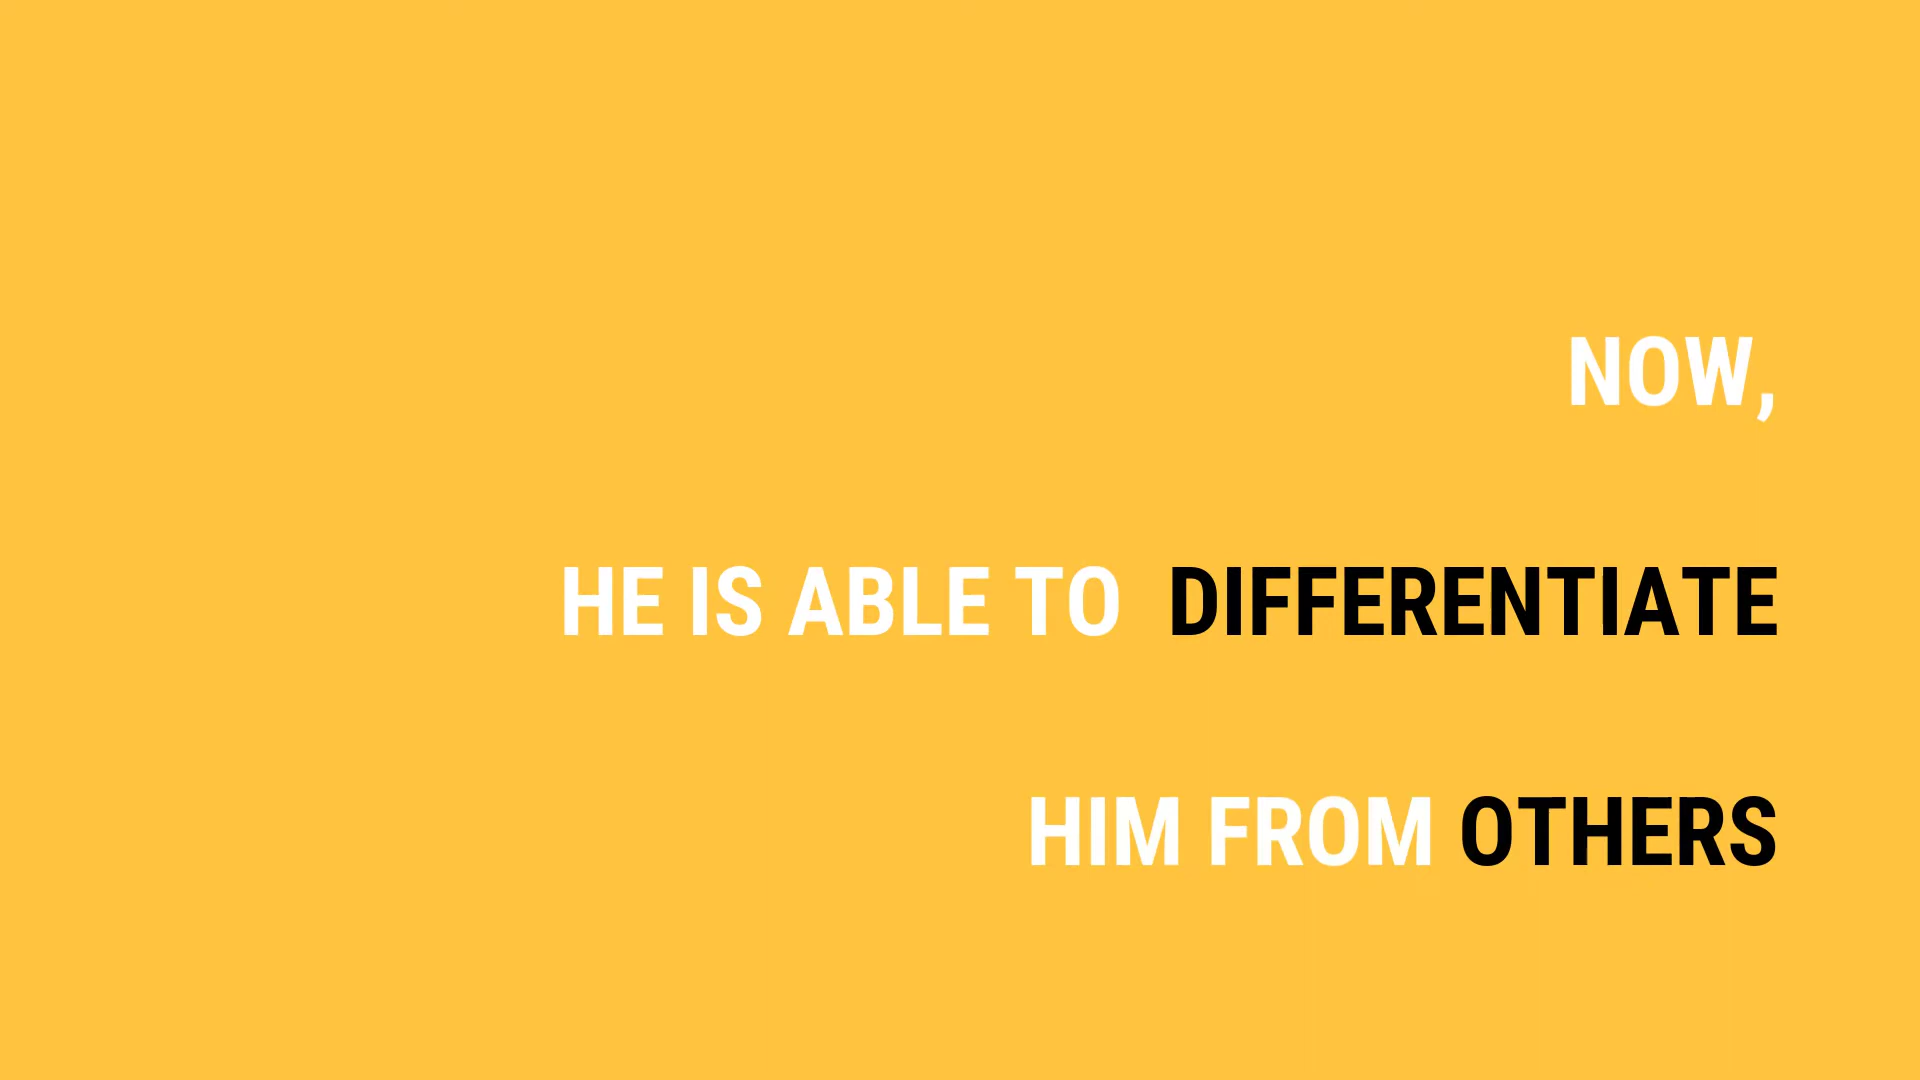 NOW,
HE IS ABLE TO DIFFERENTIATE
HIM FROM OTHERS